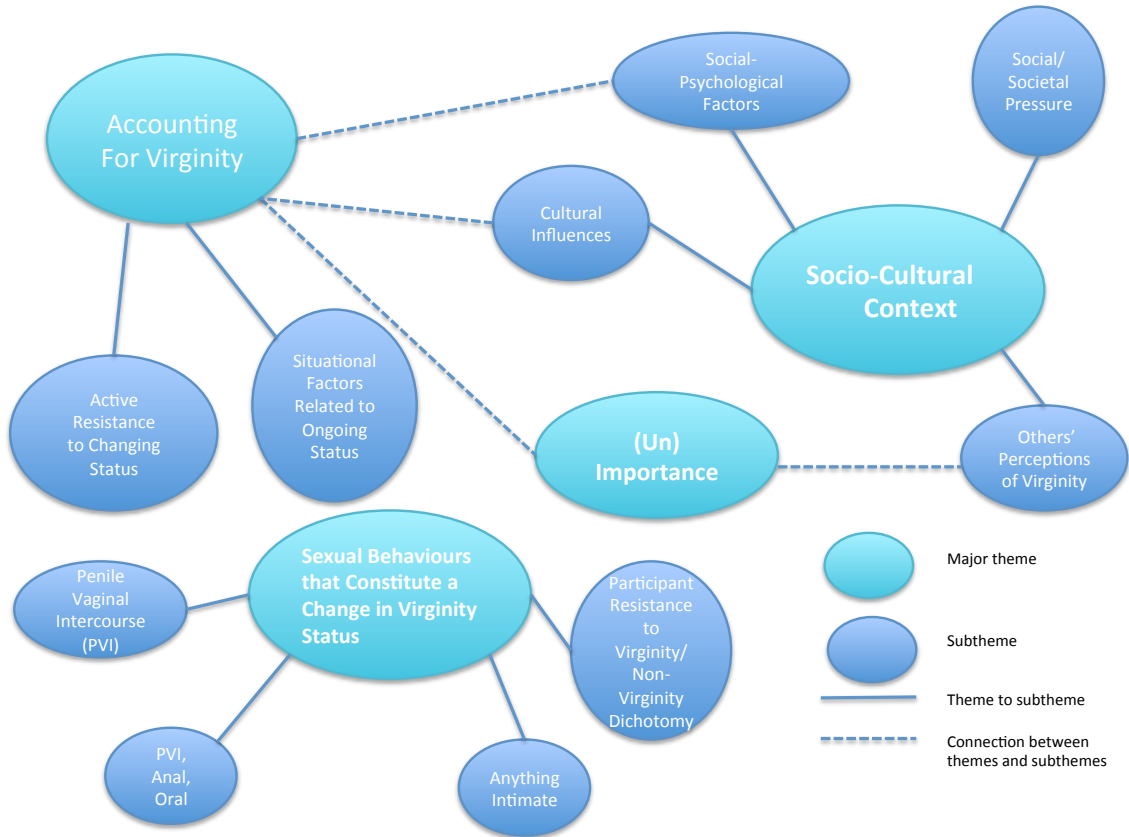 Accounting
For Virginity
Social-
Psychological
Factors
Social/
Societal
Pressure
Cultural
Influences
Socio-Cultural
Context
Active
Resistance
to Changing
Status
Situational
Factors
Related to
Ongoing
Status
(Un)
Importance
Others'
Perceptions
of Virginity
Sexual Behaviours
that Constitute a
Change in Virginity
Status
Penile
Vaginal
Intercourse
(PVI)
Participant
Resistance
to
Virginity/
Non-
Virginity
Dichotomy
PVI,
Anal,
Oral
Anything
Intimate
Major theme
Subtheme
Theme to subtheme
Connection between
themes and subthemes